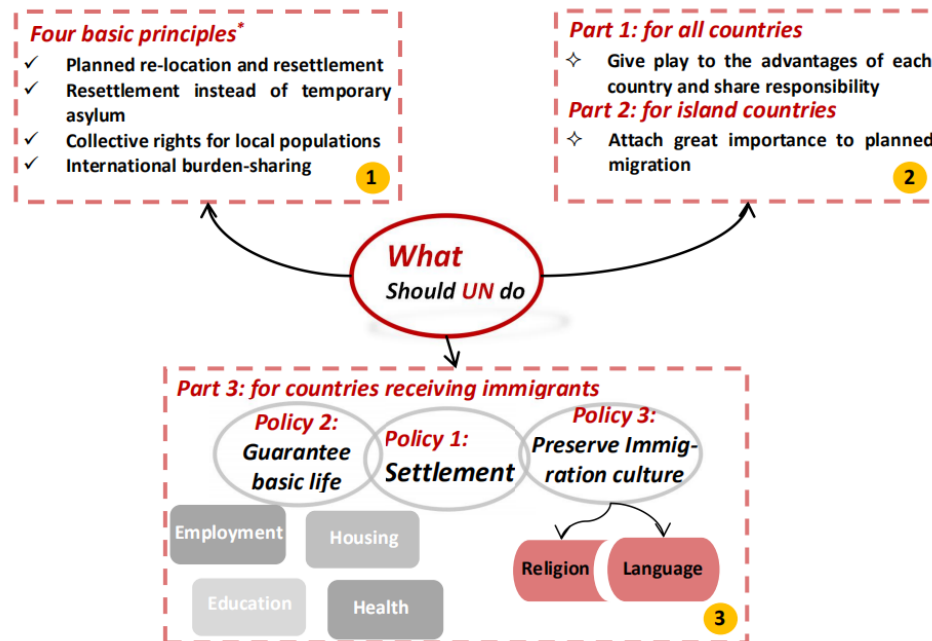 Four basic principles*
✓ Planned re-location and resettlement
✓ Resettlement instead of temporary
asylum
✓ Collective rights for local populations
✓ International burden-sharing
1
Part 1: for all countries
✧ Give play to the advantages of each
country and share responsibility
Part 2: for island countries
✧ Attach great importance to planned
migration
2
What
Should UN do
Part 3: for countries receiving immigrants
Policy 2:
Guarantee
basic life
Policy 1:
Settlement
Policy 3:
Preserve Immig-
ration culture
Employment
Housing
Education
Health
Religion
Language
3